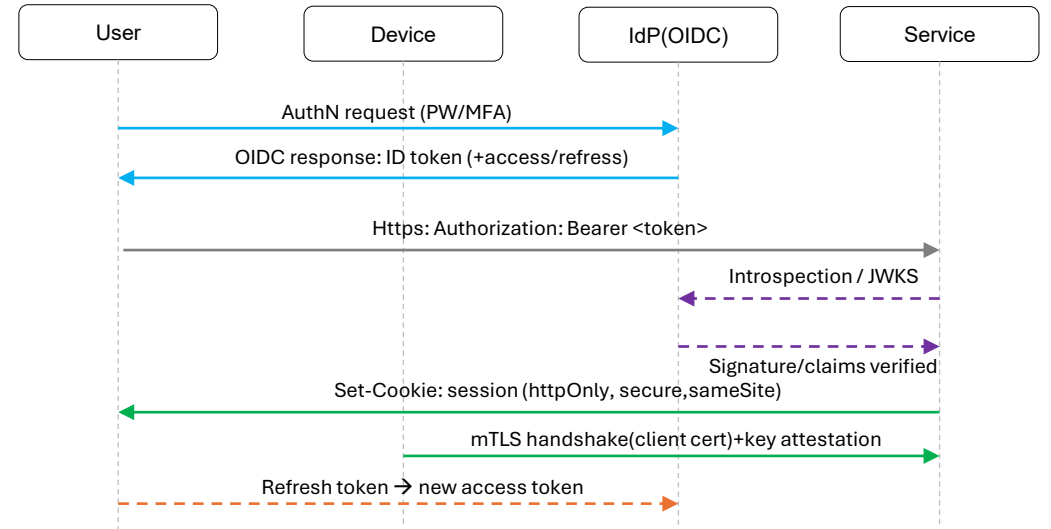 User
Device
IdP(OIDC)
Service
AuthN request (PW/MFA)
OIDC response: ID token (+access/refress)
Https: Authorization: Bearer <token>
Introspection / JWKS
Signature/claims verified
Set-Cookie: session (httpOnly, secure,sameSite)
mTLS handshake(client cert)+key attestation
Refresh token → new access token